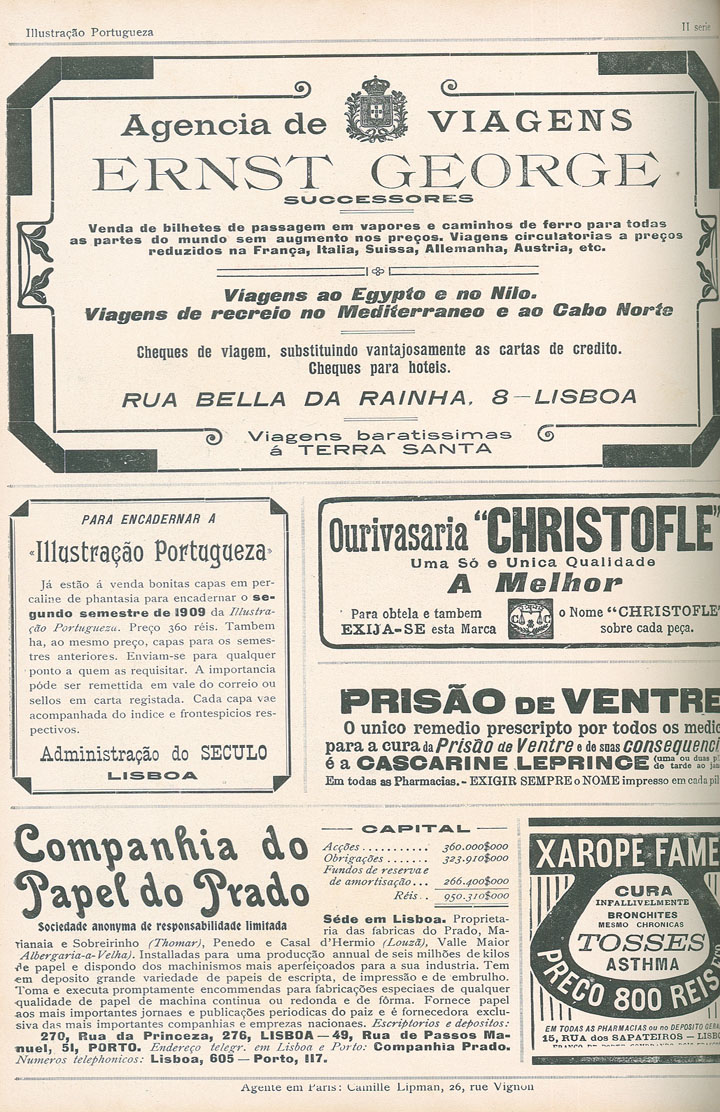 Illustração Portugueza
II serie
Agencia de VIAGENS
ERNST GEORGE
SUCCESSORES
Venda de bilhetes de passagem em vapores e caminhos de ferro para todas
as partes do mundo sem augmento nos preços. Viagens circulatorias a preços
reduzidos na França, Italia, Suissa, Allemanha, Austria, etc.
Viagens ao Egypto e no Nilo.
Viagens de recreio no Mediterraneo e ao Cabo Norte
Cheques de viagem, substituindo vantajosamente as cartas de credito.
Cheques para hoteis.
RUA BELLA DA RAINHA, 8—LISBOA
Viagens baratissimas
á TERRA SANTA
PARA ENCADERNAR A
«Illustração Portugueza»
Já estão á venda bonitas capas em per-
caline de phantasia para encadernar o se-
gundo semestre de 1909 da Illustra-
ção Portugueza. Preço 360 réis. Tambem
ha, ao mesmo preço, capas para os semes-
tres anteriores. Enviam-se para qualquer
ponto a quem as requisitar. A importancia
póde ser remettida em vale do correio ou
sellos em carta registada. Cada capa vae
acompanhada do indice e frontespicios res-
pectivos.
Administração do SECULO
LISBOA
Ourivasaria "CHRISTOFLE"
Uma Só e Unica Qualidade
A Melhor
Para obtela e tambem
EXIJA-SE esta Marca
C C
o Nome "CHRISTOFLE"
sobre cada peça.
PRISÃO DE VENTRE
O unico remedio prescripto por todos os medic
para a cura da Prisão de Ventre e de suas consequenci
é a CASCARINE LEPRINCE (uma ou duas
de tarde ao
Em todas as Pharmacias. - EXIGIR SEMPRE o NOME impresso em cada
Companhia do
Papel do Prado
Sociedade anonyma de responsabilidade limitada
CAPITAL
Acções........... 360.000$000
Obrigações....... 323.910$000
Fundos de reserva e
de amortisação... 266.400$000
Réis.. 950.310$000
Séde em Lisboa. Proprieta-
ria das fabricas do Prado, Ma-
rianaia e Sobreirinho (Thomar), Penedo e Casal d'Hermio (Louzã), Valle Maior
Albergaria-a-Velha). Installadas para uma producção annual de seis milhões de kilos
de papel e dispondo dos machinismos mais aperfeiçoados para a sua industria. Tem
em deposito grande variedade de papeis de escripta, de impressão e de embrulho.
Toma e executa promptamente encommendas para fabricações especiaes de qualquer
qualidade de papel de machina continua ou redonda e de fôrma. Fornece papel
aos mais importantes jornaes e publicações periodicas do paiz e é fornecedora exclu-
siva das mais importantes companhias e emprezas nacionaes. Escriptorios e depositos:
270, Rua da Princeza, 276, LISBOA—49, Rua de Passos Ma-
nuel, 51, PORTO. Endereço telegr. em Lisboa e Porto: Companhia Prado.
Numeros telephonicos: Lisboa, 605—Porto, 117.
XAROPE FAME
CURA
INFALLIVELMENTE
BRONCHITES
MESMO CHRONICAS
TOSSES
ASTHMA
PREÇO 800 REIS
EM TODAS AS PHARMACIAS ou no DEPOSITO GERA
15, RUA dos SAPATEIROS – LISBO
Agente em Paris: Camille Lipman, 26, rue Vignon